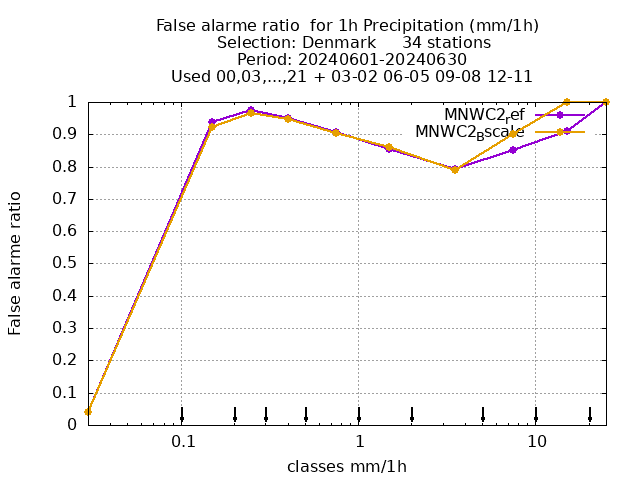 False alarme ratio  for 1h Precipitation (mm/1h)
Selection: Denmark     34 stations
Period: 20240601-20240630
Used 00,03,...,21 + 03-02 06-05 09-08 12-11
MNWC2ref
MNWC2Bscale
1
0.9
0.8
0.7
0.6
0.5
0.4
0.3
0.2
0.1
0
False alarme ratio
0.1
1
10
classes mm/1h